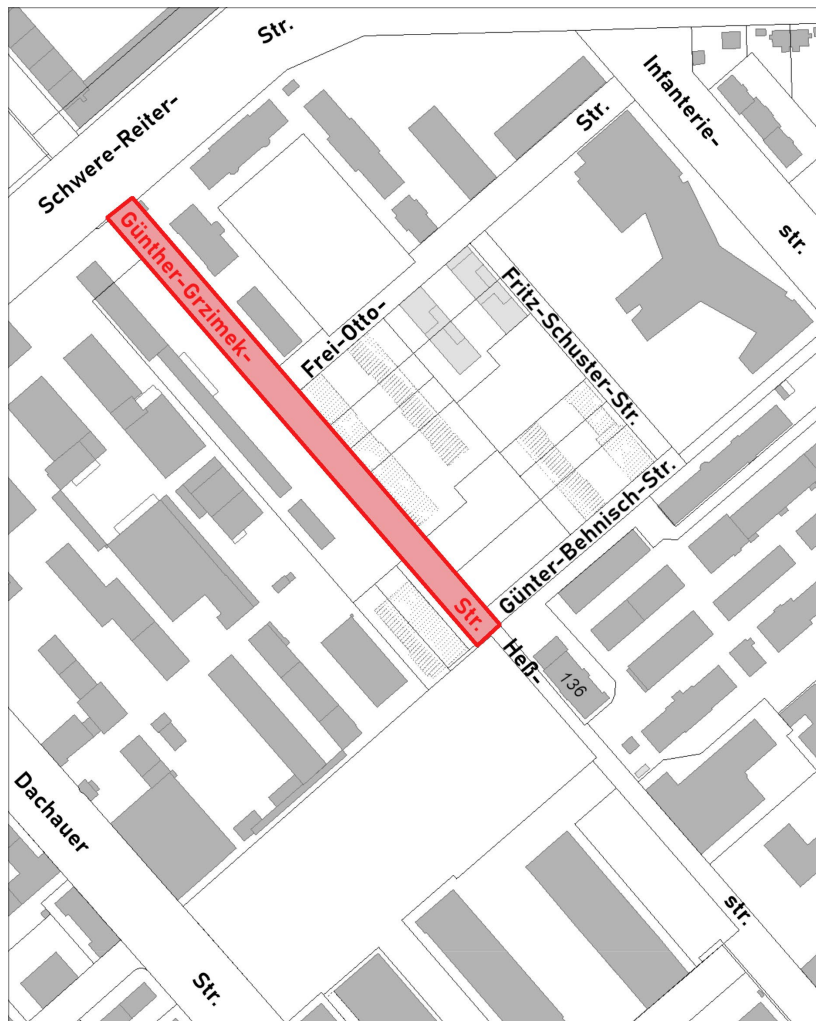 Schwere-Reiter-
Str.
Infanterie-
str.
Günther-Grzimek-
Str.
Frei-Otto-
Str.
Fritz-Schuster-Str.
Günter-Behnisch-Str.
Heß-
str.
136
Dachauer
Str.